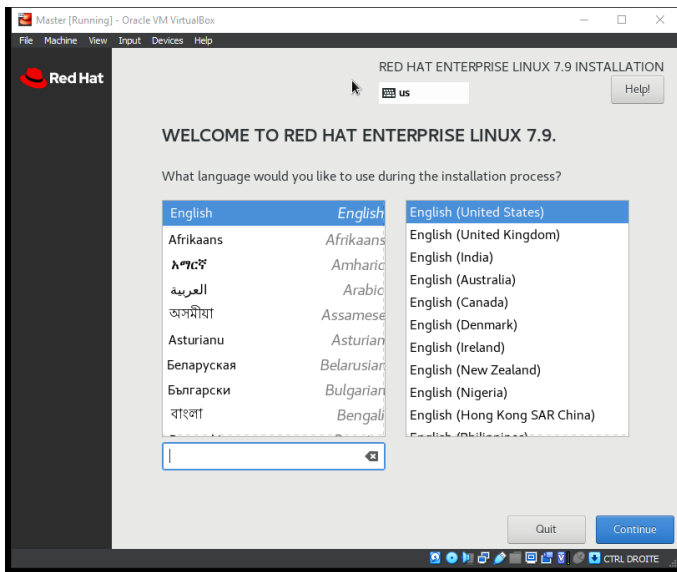 Master [Running] - Oracle VM VirtualBox
File Machine View Input Devices Help
Red Hat
RED HAT ENTERPRISE LINUX 7.9 INSTALLATION
us
Help!
WELCOME TO RED HAT ENTERPRISE LINUX 7.9.
What language would you like to use during the installation process?
English English
Afrikaans Afrikaans
አማርኛ Amharic
العربية Arabic
অসমীয়া Assamese
Asturianu Asturian
Беларуская Belarusian
Български Bulgarian
বাংলা Bengali
English (United States)
English (United Kingdom)
English (India)
English (Australia)
English (Canada)
English (Denmark)
English (Ireland)
English (New Zealand)
English (Nigeria)
English (Hong Kong SAR China)
English (Philippines)
Quit
Continue
CTRL DROITE